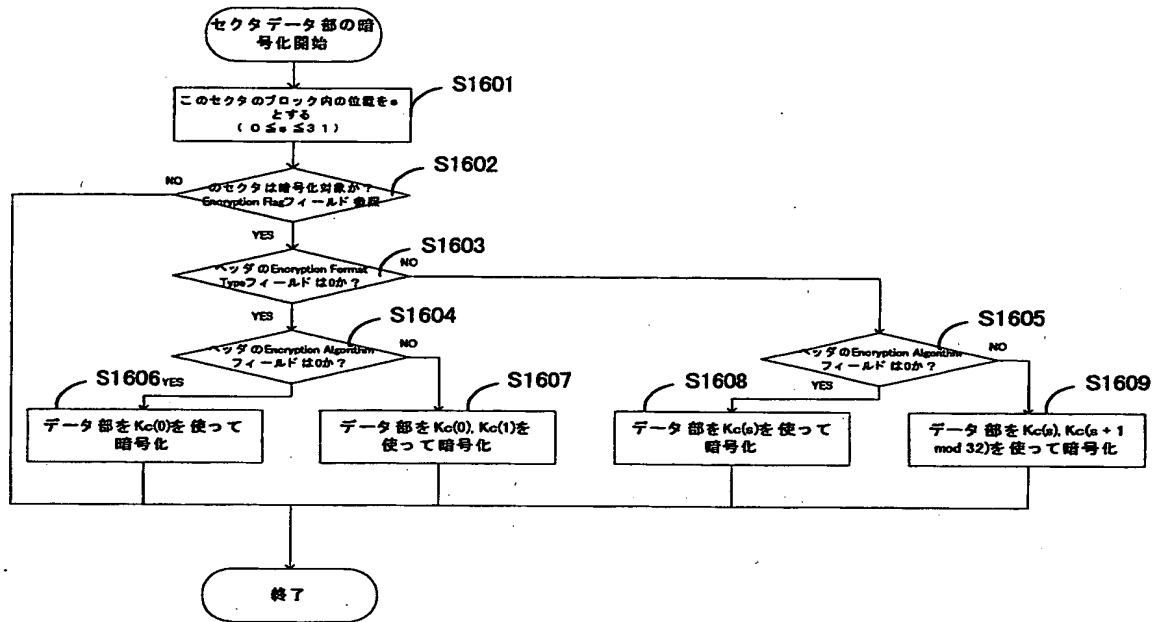 セクタデータ部の暗
号化開始
S1601
このセクタのブロック内の位置をs
とする
(0≦s≦31)
S1602
NO
のセクタは暗号化対象か?
Encryption Flagフィールド参照
YES
S1603
NO
ヘッダのEncryption Format
Typeフィールドは0か?
YES
S1604
NO
ヘッダのEncryption Algorithm
フィールドは0か?
S1605
NO
ヘッダのEncryption Algorithm
フィールドは0か?
YES
S1606
YES
データ部をKc(0)を使って
暗号化
S1607
データ部をKc(0), Kc(1)を
使って暗号化
S1608
データ部をKc(s)を使って
暗号化
S1609
データ部をKc(s), Kc(s + 1
mod 32)を使って暗号化
終了